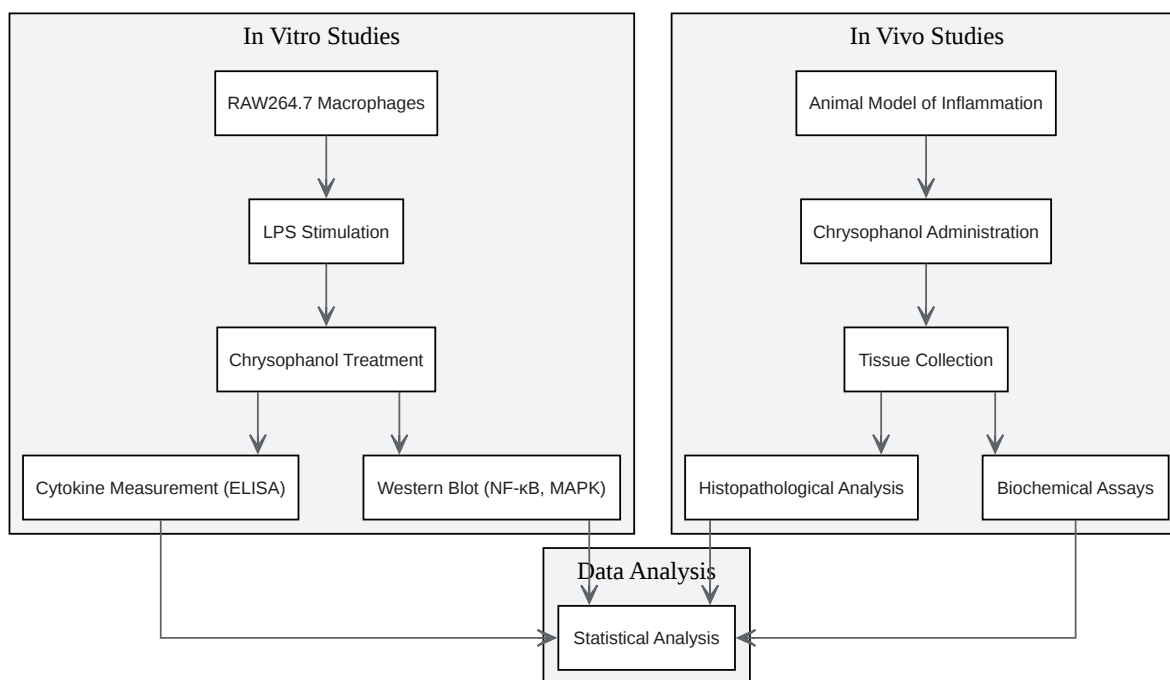 In Vitro Studies
RAW264.7 Macrophages
LPS Stimulation
Chrysophanol Treatment
Cytokine Measurement (ELISA)
Western Blot (NF-κB, MAPK)
In Vivo Studies
Animal Model of Inflammation
Chrysophanol Administration
Tissue Collection
Histopathological Analysis
Biochemical Assays
Data Analysis
Statistical Analysis